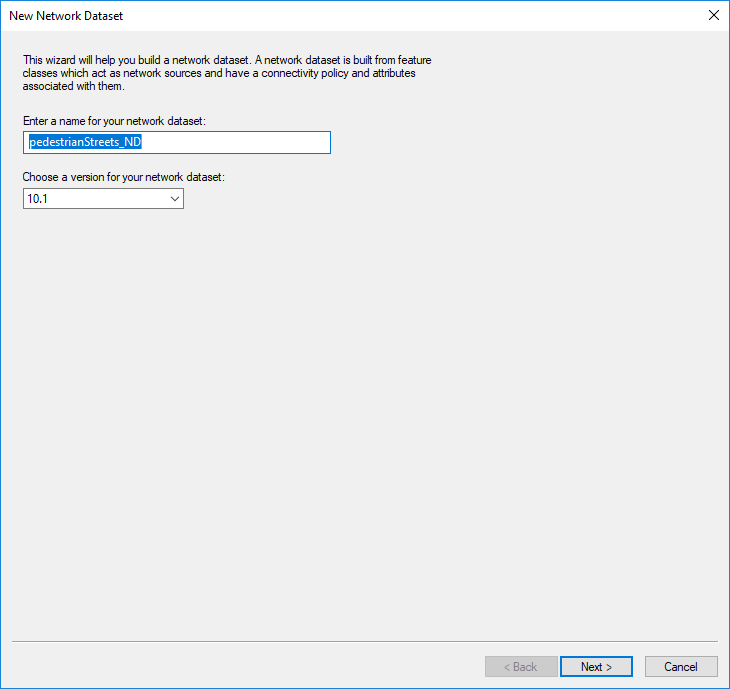 New Network Dataset
This wizard will help you build a network dataset. A network dataset is built from feature
classes which act as network sources and have a connectivity policy and attributes
associated with them.
Enter a name for your network dataset:
pedestrianStreets_ND
Choose a version for your network dataset:
10.1
< Back
Next >
Cancel